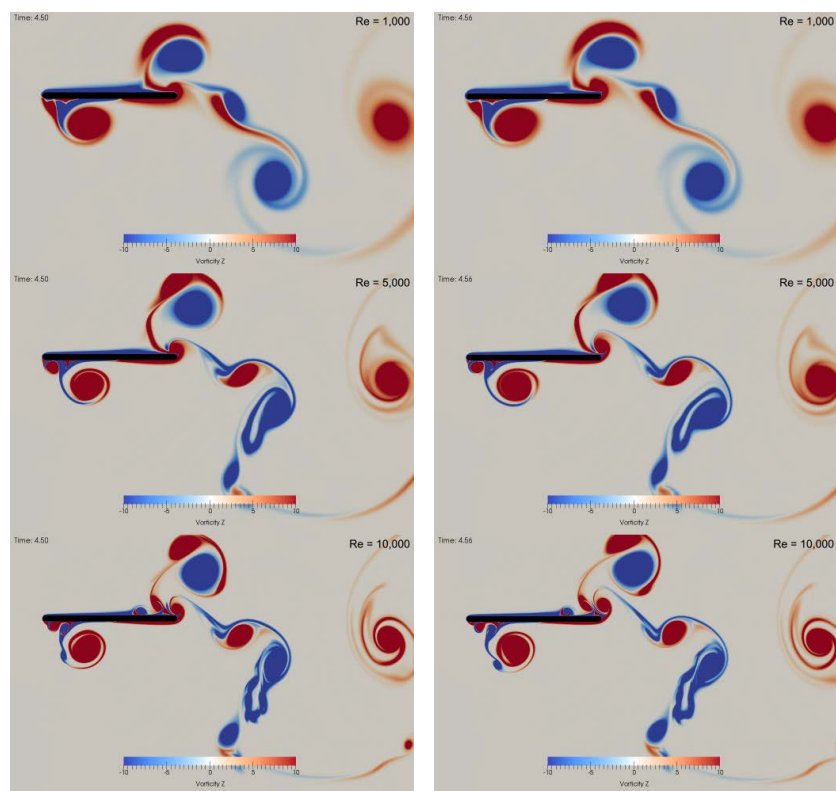 Time: 4.50
Re = 1,000
-10 -5 0 5 10
Vorticity Z
Time: 4.56
Re = 1,000
-10 -5 0 5 10
Vorticity Z
Time: 4.50
Re = 5,000
-10 -5 0 5 10
Vorticity Z
Time: 4.56
Re = 5,000
-10 -5 0 5 10
Vorticity Z
Time: 4.50
Re = 10,000
-10 -5 0 5 10
Vorticity Z
Time: 4.56
Re = 10,000
-10 -5 0 5 10
Vorticity Z